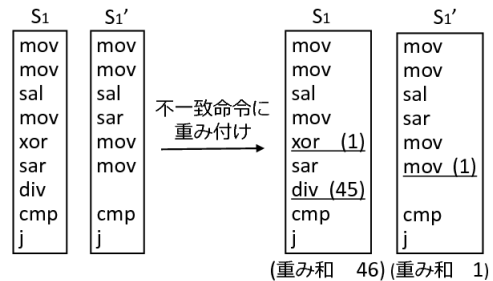 S1
mov
mov
sal
mov
xor
sar
div
cmp
j
S1’
mov
mov
sal
sar
mov
mov
cmp
j
不一致命令に
重み付け
S1
mov
mov
sal
mov
xor (1)
sar
div (45)
cmp
j
(重み和 46)
S1’
mov
mov
sal
sar
mov
mov (1)
cmp
j
(重み和 1)